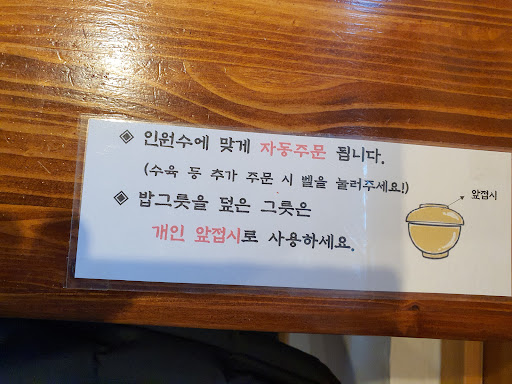 ◈ 인원수에 맞게 자동주문 됩니다.
(수육 등 추가 주문 시 벨을 눌러주세요!)
◈ 밥그릇을 덮은 그릇은
개인 앞접시로 사용하세요.
앞접시